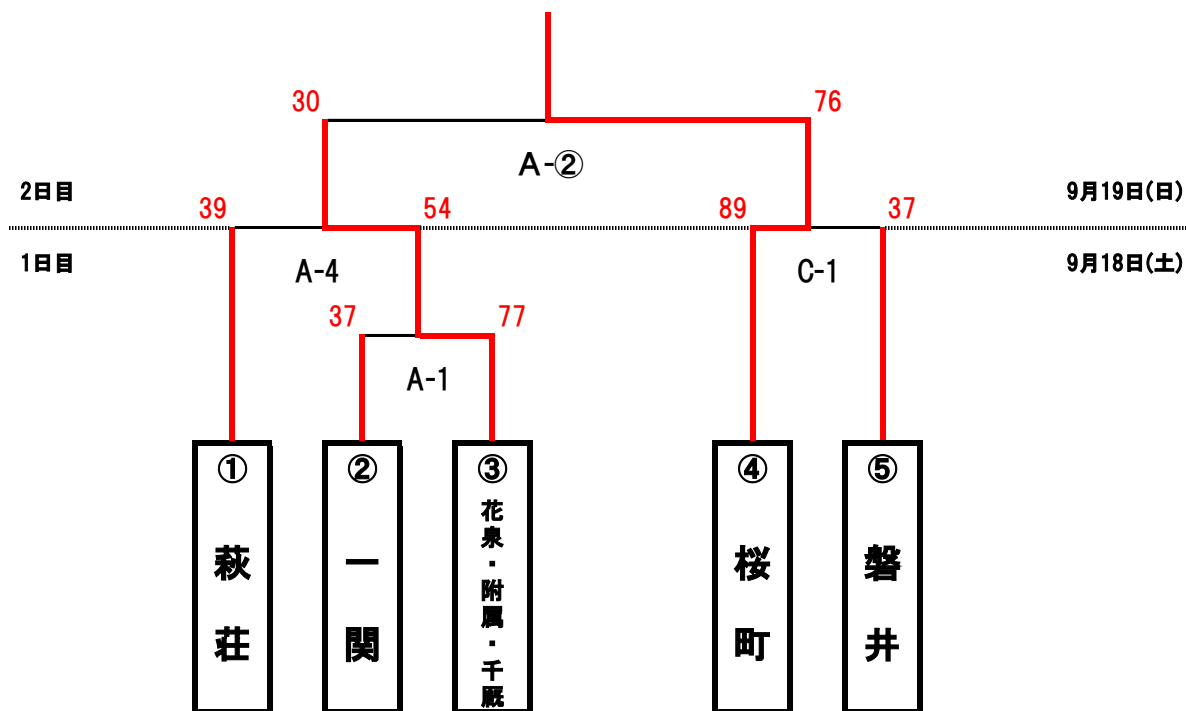 30
76
A-②
2日目
9月19日(日)
39
54
89
37
1日目
9月18日(土)
A-4
C-1
37
77
A-1
①
萩荘
②
一関
③
花泉・附属・千厩
④
桜町
⑤
磐井